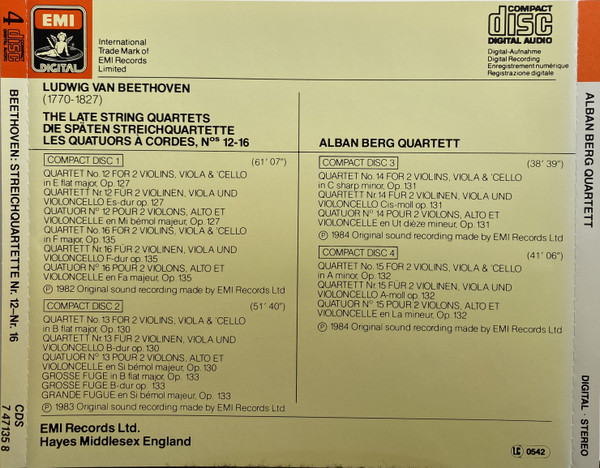 4 disc
COMPACT
DIGITAL AUDIO
BEETHOVEN: STREICHQUARTETTE Nr. 12–Nr. 16
CDS
7 47135 8
EMI
DIGITAL
International
Trade Mark of
EMI Records
Limited
COMPACT
disc
DIGITAL AUDIO
Digital-Aufnahme
Digital Recording
Enregistrement numérique
Registrazione digitale
LUDWIG VAN BEETHOVEN
(1770-1827)
THE LATE STRING QUARTETS
DIE SPÄTEN STREICHQUARTETTE
LES QUATUORS À CORDES, Nos 12-16
COMPACT DISC 1 (61' 07")
QUARTET No. 12 FOR 2 VIOLINS, VIOLA & 'CELLO
in E flat major, Op. 127
QUARTETT Nr. 12 FÜR 2 VIOLINEN, VIOLA UND
VIOLONCELLO Es-dur op. 127
QUATUOR No 12 POUR 2 VIOLONS, ALTO ET
VIOLONCELLE en Mi bémol majeur, Op. 127
QUARTET No. 16 FOR 2 VIOLINS, VIOLA & 'CELLO
in F major, Op. 135
QUARTETT Nr. 16 FÜR 2 VIOLINEN, VIOLA UND
VIOLONCELLO F-dur op. 135
QUATUOR No 16 POUR 2 VIOLONS, ALTO ET
VIOLONCELLE en Fa majeur, Op. 135
℗ 1982 Original sound recording made by EMI Records Ltd
COMPACT DISC 2 (51' 40")
QUARTET No. 13 FOR 2 VIOLINS, VIOLA & 'CELLO
in B flat major, Op. 130
QUARTETT Nr. 13 FÜR 2 VIOLINEN, VIOLA UND
VIOLONCELLO B-dur op. 130
QUATUOR No 13 POUR 2 VIOLONS, ALTO ET
VIOLONCELLE en Si bémol majeur, Op. 130
GROSSE FUGE in B flat major, Op. 133
GROSSE FUGE B-dur op. 133
GRANDE FUGUE en Si bémol majeur, Op. 133
℗ 1983 Original sound recording made by EMI Records Ltd
EMI Records Ltd.
Hayes Middlesex England
ALBAN BERG QUARTETT
COMPACT DISC 3 (38' 39")
QUARTET No. 14 FOR 2 VIOLINS, VIOLA & 'CELLO
in C sharp minor, Op. 131
QUARTETT Nr. 14 FÜR 2 VIOLINEN, VIOLA UND
VIOLONCELLO Cis-moll op. 131
QUATUOR No 14 POUR 2 VIOLONS, ALTO ET
VIOLONCELLE en Ut dièze mineur, Op. 131
℗ 1984 Original sound recording made by EMI Records Ltd
COMPACT DISC 4 (41' 06")
QUARTET No. 15 FOR 2 VIOLINS, VIOLA & 'CELLO
in A minor, Op. 132
QUARTETT Nr. 15 FÜR 2 VIOLINEN, VIOLA UND
VIOLONCELLO A-moll op. 132
QUATUOR No 15 POUR 2 VIOLONS, ALTO ET
VIOLONCELLE en La mineur, Op. 132
℗ 1984 Original sound recording made by EMI Records Ltd
LC 0542
ALBAN BERG QUARTETT
DIGITAL · STEREO